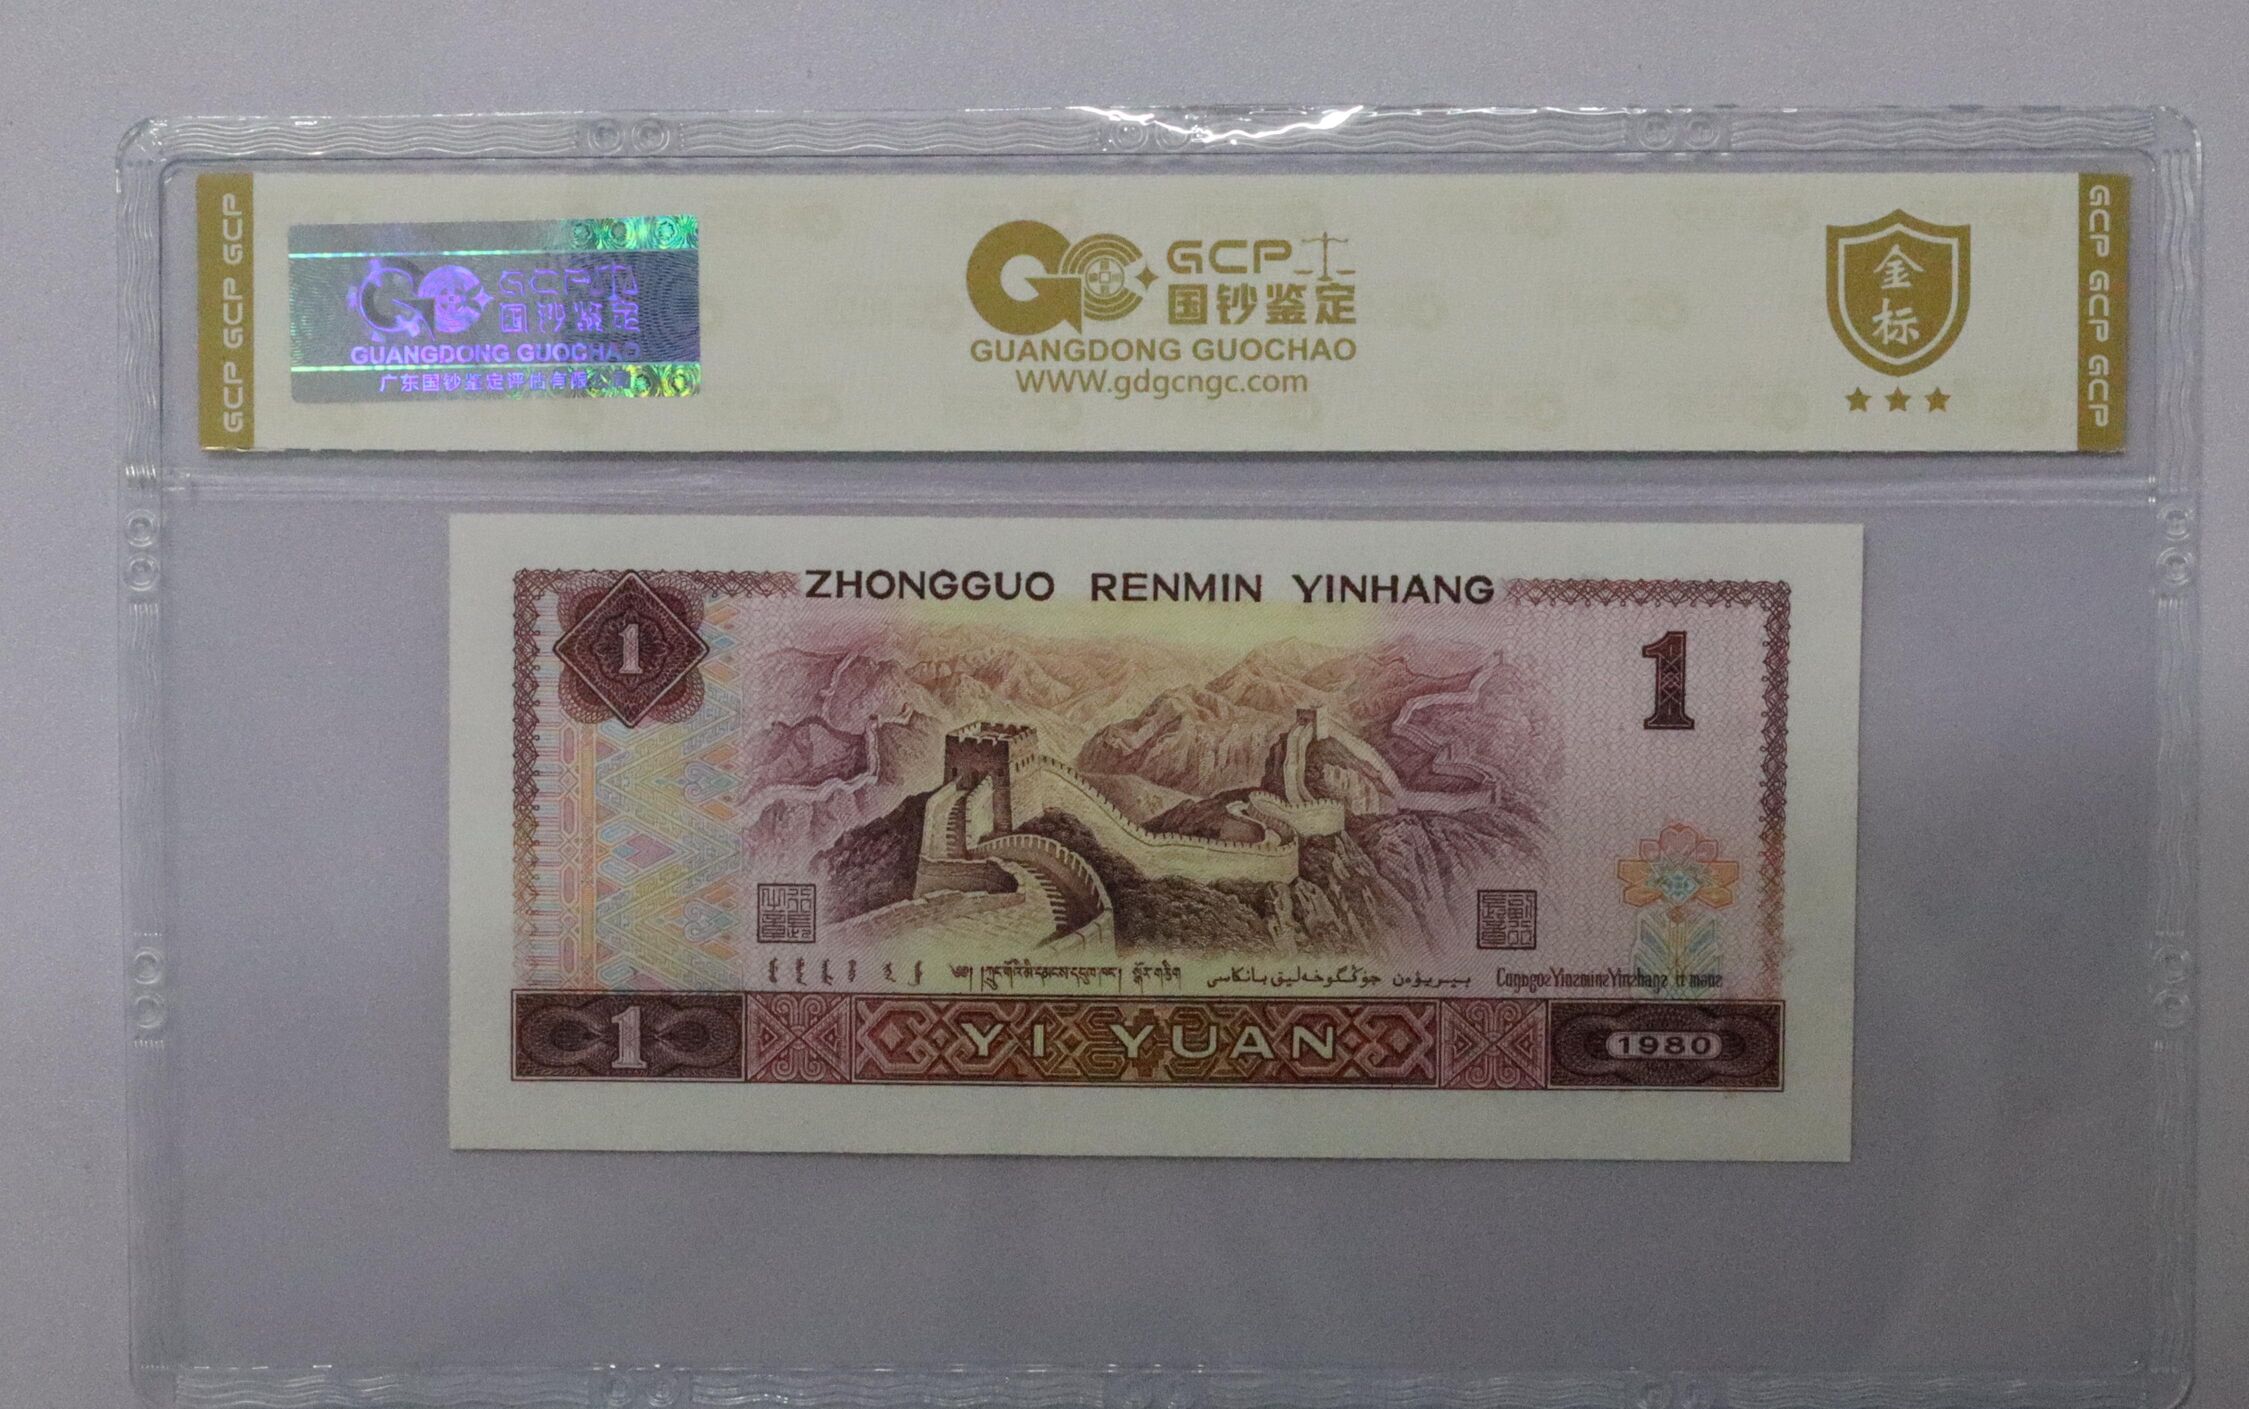 GCP GCP GCP
GCP
国钞鉴定
GUANGDONG GUOCHAO
广东国钞鉴定评估有限公司
GCP
国钞鉴定
GUANGDONG GUOCHAO
WWW.gdgcngc.com
金标
GCP GCP GCP
ZHONGGUO RENMIN YINHANG
1
1
YI YUAN
1
1980